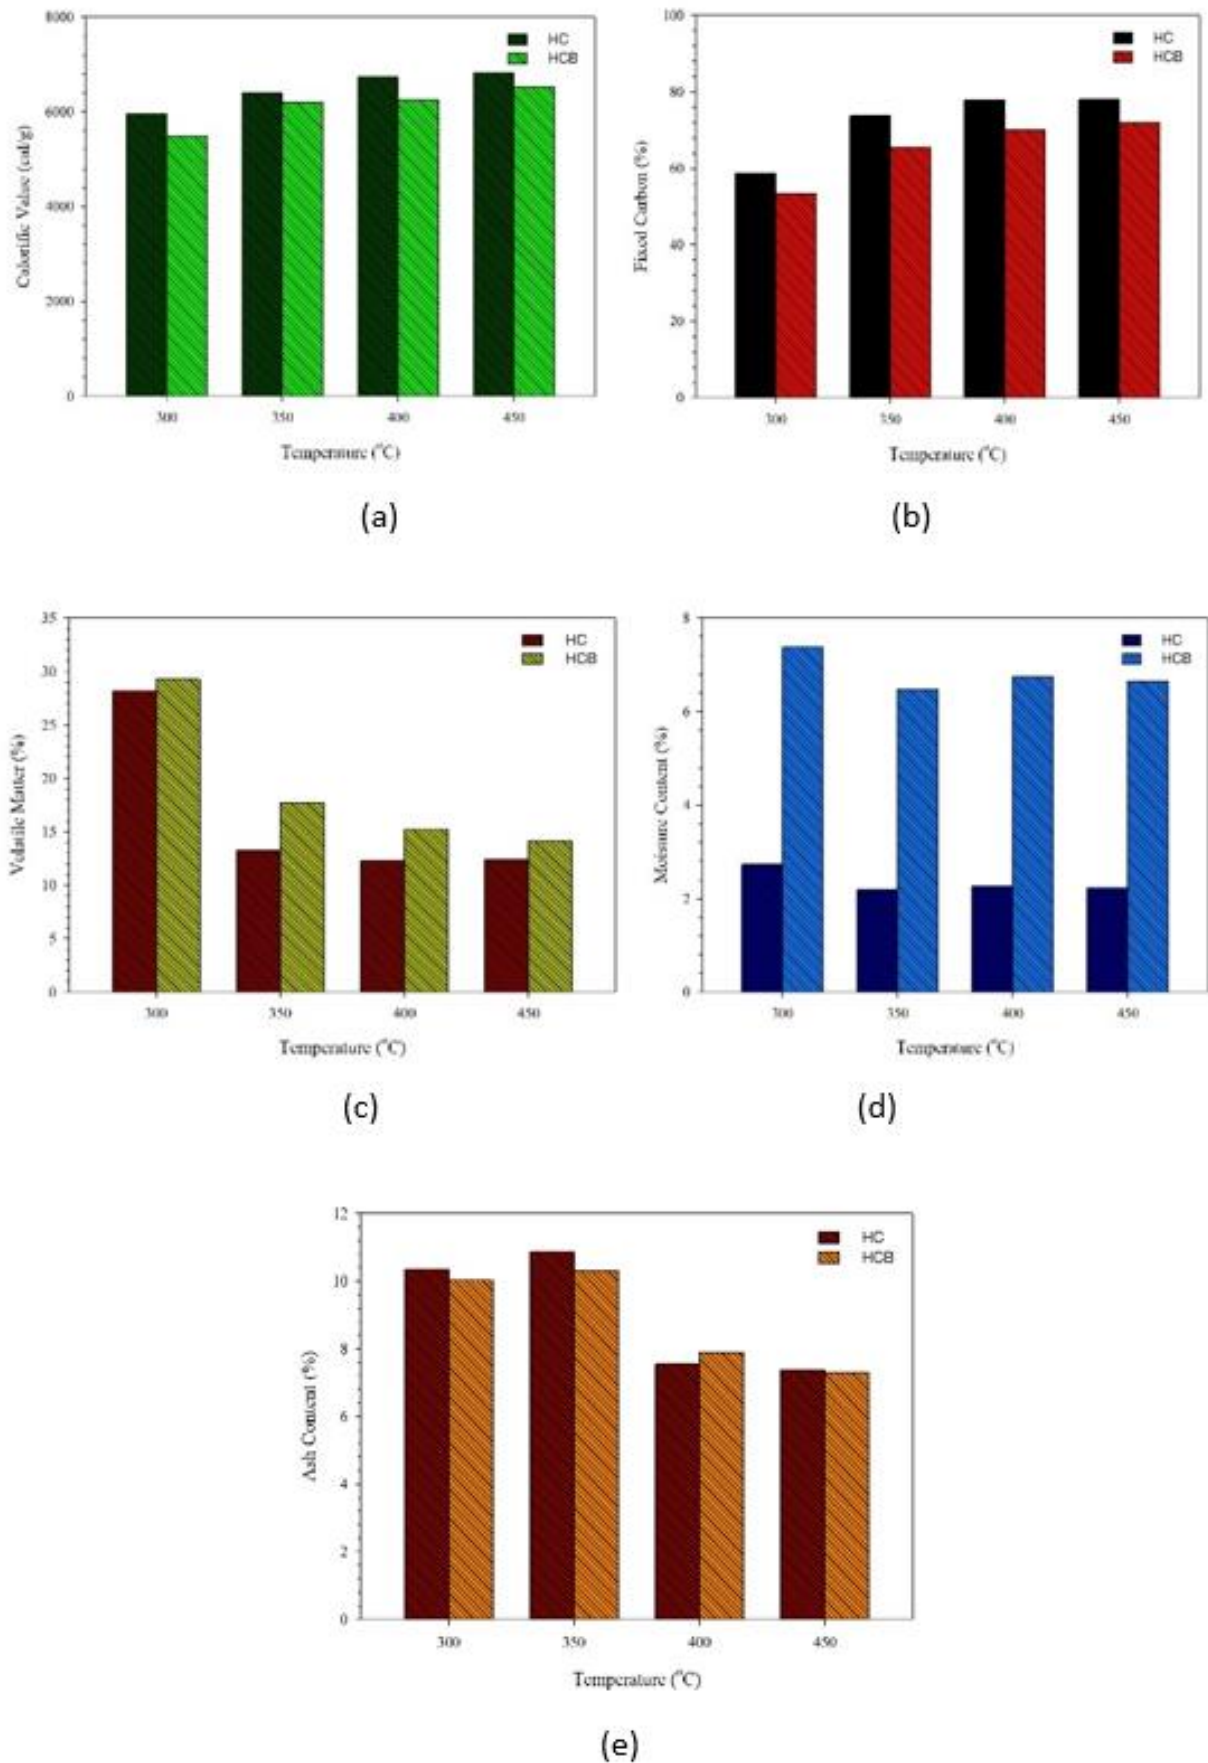 8000
6000
4000
2000
0
Calorific Value (cal/g)
HC
HCB
300 350 400 450
Temperature (°C)
(a)
100
80
60
40
20
0
Fixed Carbon (%)
HC
HCB
300 350 400 450
Temperature (°C)
(b)
35
30
25
20
15
10
5
0
Volatile Matter (%)
HC
HCB
300 350 400 450
Temperature (°C)
(c)
8
6
4
2
0
Moisture Content (%)
HC
HCB
300 350 400 450
Temperature (°C)
(d)
12
10
8
6
4
2
0
Ash Content (%)
HC
HCB
300 350 400 450
Temperature (°C)
(e)